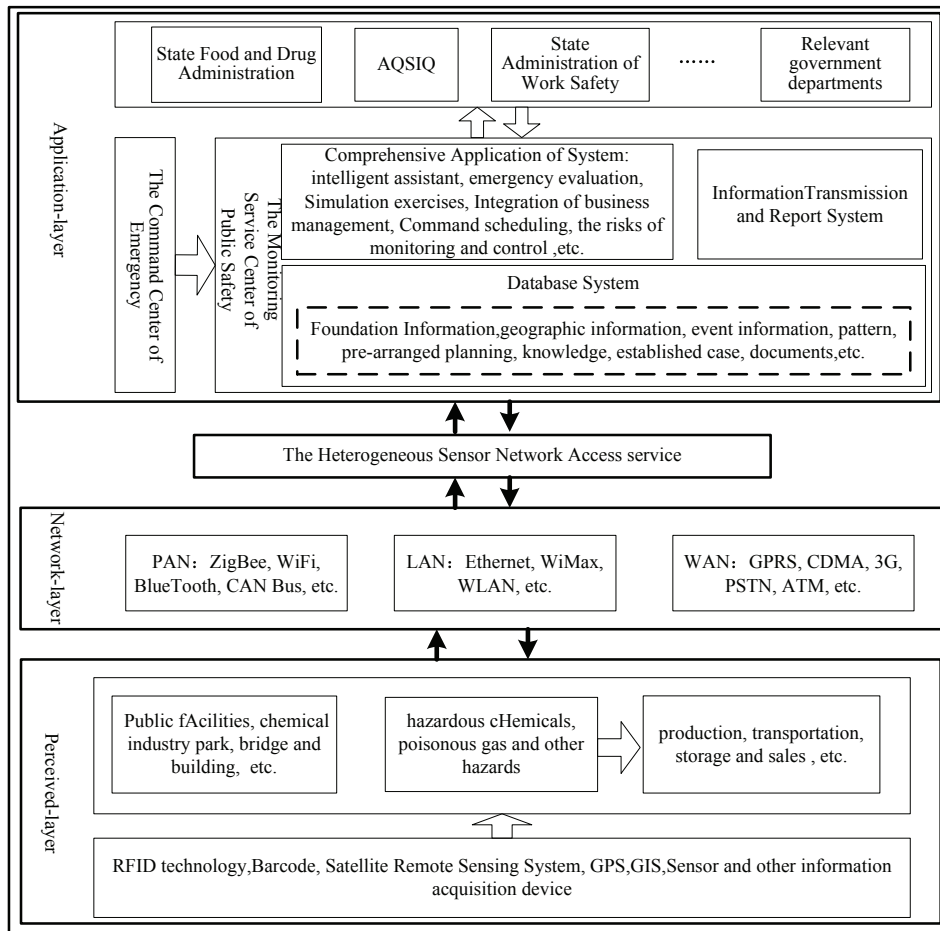 State Food and Drug
Administration
AQSIQ
State
Administration of
Work Safety
……
Relevant
government
departments
Application-layer
The Command Center of
Emergency
The Monitoring
Service Center of
Public Safety
Comprehensive Application of System:
intelligent assistant, emergency evaluation,
Simulation exercises, Integration of business
management, Command scheduling, the risks of
monitoring and control ,etc.
InformationTransmission
and Report System
Database System
Foundation Information,geographic information, event information, pattern,
pre-arranged planning, knowledge, established case, documents,etc.
The Heterogeneous Sensor Network Access service
Network-layer
PAN：ZigBee, WiFi,
BlueTooth, CAN Bus, etc.
LAN：Ethernet, WiMax,
WLAN, etc.
WAN：GPRS, CDMA, 3G,
PSTN, ATM, etc.
Perceived-layer
Public fAcilities, chemical
industry park, bridge and
building,  etc.
hazardous cHemicals,
poisonous gas and other
hazards
production, transportation,
storage and sales , etc.
RFID technology,Barcode, Satellite Remote Sensing System, GPS,GIS,Sensor and other information
acquisition device